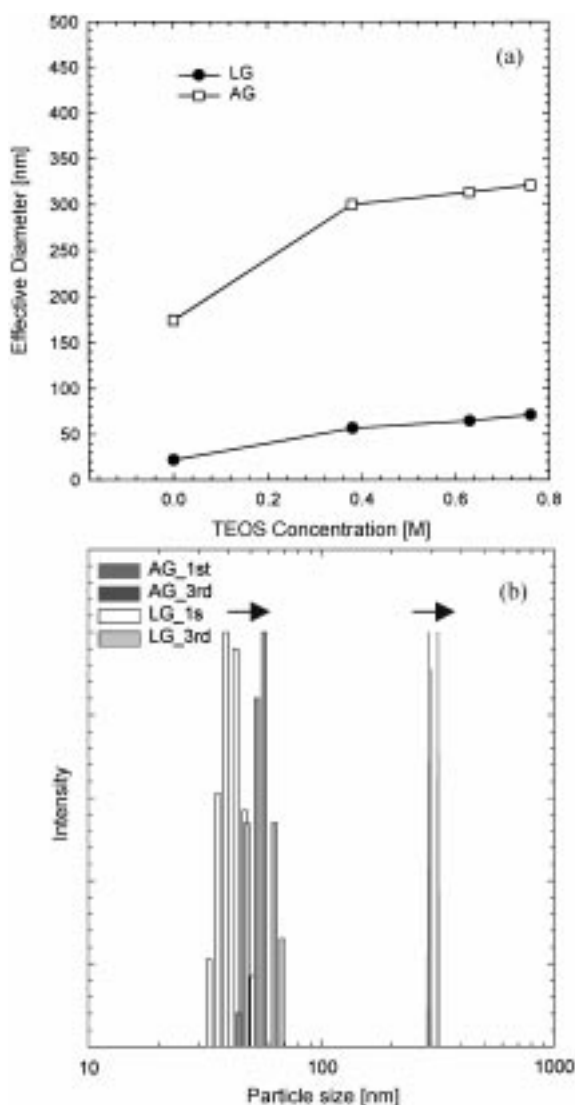 500
(a)
450
LG
400
AG
350
300
250
200
150
100
50
0
Effective Diameter [nm]
0.0 0.2 0.4 0.6 0.8
TEOS Concentration [M]
AG_1st
(b)
AG_3rd
LG_1s
LG_3rd
Intensity
10 100 1000
Particle size [nm]